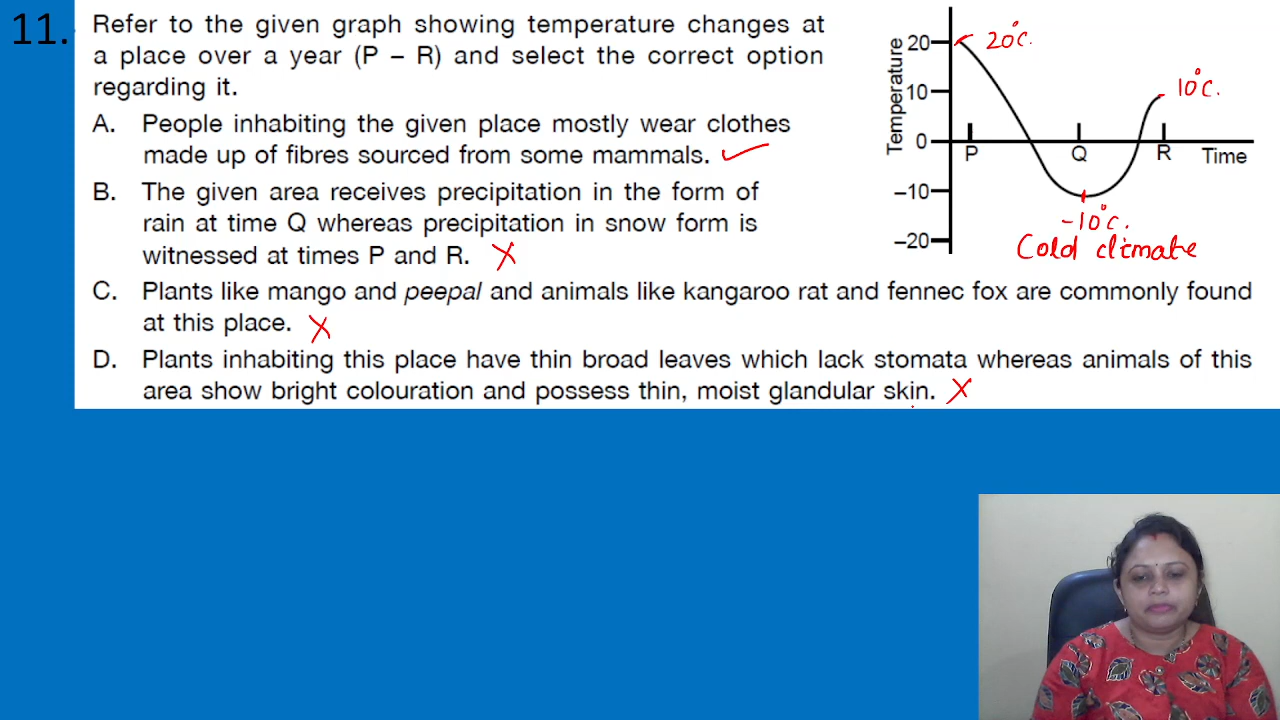 11.
Refer to the given graph showing temperature changes at
a place over a year (P – R) and select the correct option
regarding it.
A. People inhabiting the given place mostly wear clothes
made up of fibres sourced from some mammals.
B. The given area receives precipitation in the form of
rain at time Q whereas precipitation in snow form is
witnessed at times P and R.
C. Plants like mango and peepal and animals like kangaroo rat and fennec fox are commonly found
at this place.
D. Plants inhabiting this place have thin broad leaves which lack stomata whereas animals of this
area show bright colouration and possess thin, moist glandular skin.
Temperature
20
10
0
–10
–20
P Q R Time
20°C.
10°C.
-10°C.
Cold climate